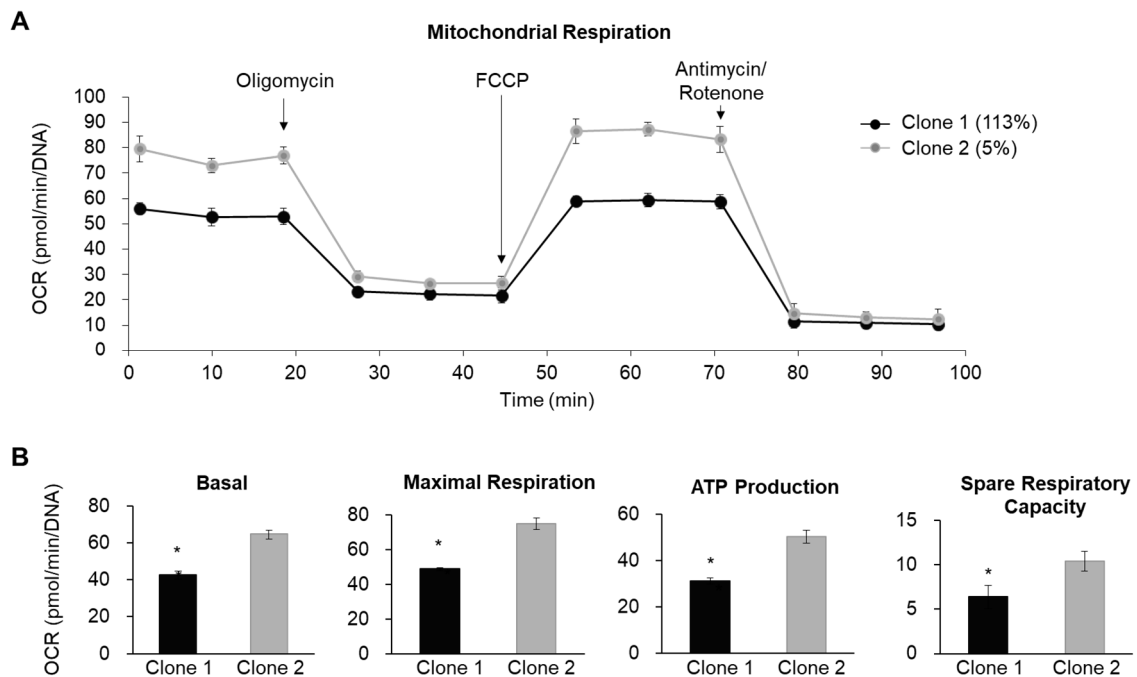 A
Mitochondrial Respiration
Oligomycin
FCCP
Antimycin/
Rotenone
OCR (pmol/min/DNA)
100
90
80
70
60
50
40
30
20
10
0
0 10 20 30 40 50 60 70 80 90 100
Time (min)
Clone 1 (113%)
Clone 2 (5%)
B
OCR (pmol/min/DNA)
Basal
80
60
40
20
0
*
Clone 1 Clone 2
Maximal Respiration
80
60
40
20
0
*
Clone 1 Clone 2
ATP Production
60
40
20
0
*
Clone 1 Clone 2
Spare Respiratory
Capacity
15
10
5
0
*
Clone 1 Clone 2